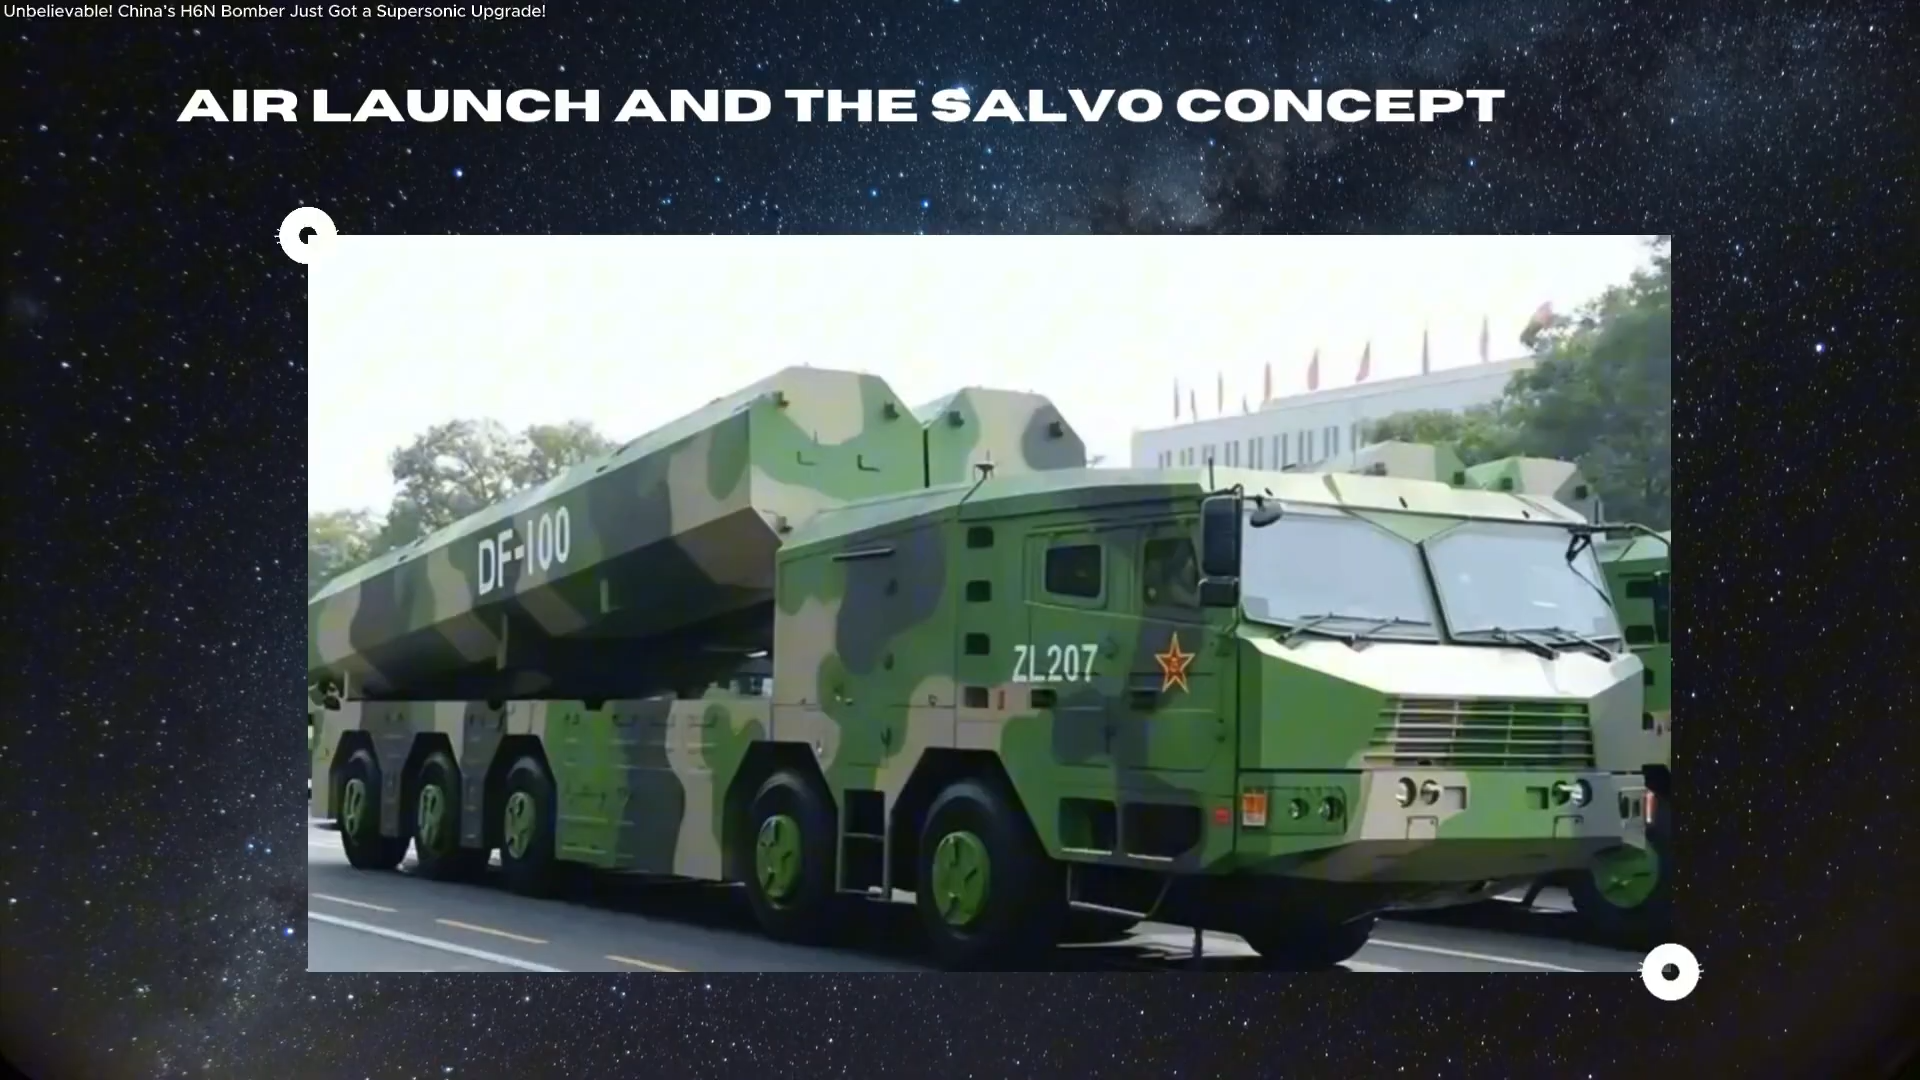 Unbelievable! China's H6N Bomber Just Got a Supersonic Upgrade!
AIR LAUNCH AND THE SALVO CONCEPT
DF-100
ZL207